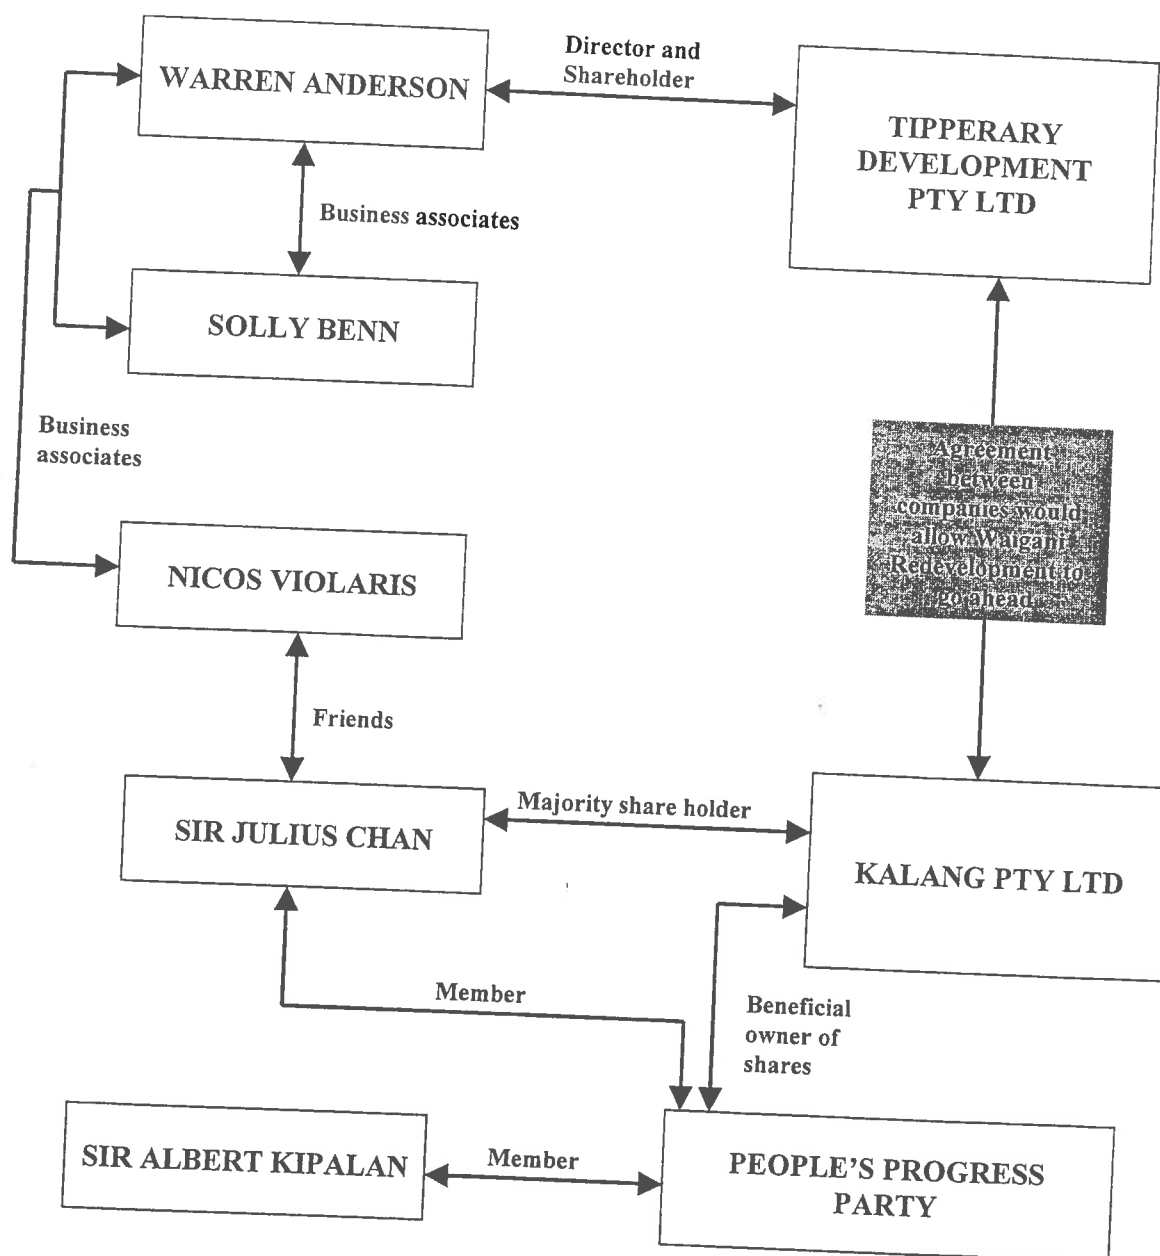 WARREN ANDERSON
Director and
Shareholder
TIPPERARY
DEVELOPMENT
PTY LTD
Business associates
SOLLY BENN
Business
associates
Agreement
between
companies would
allow Waigani
Redevelopment to
go ahead
NICOS VIOLARIS
Friends
SIR JULIUS CHAN
Majority share holder
KALANG PTY LTD
Member
Beneficial
owner of
shares
SIR ALBERT KIPALAN
Member
PEOPLE'S PROGRESS
PARTY